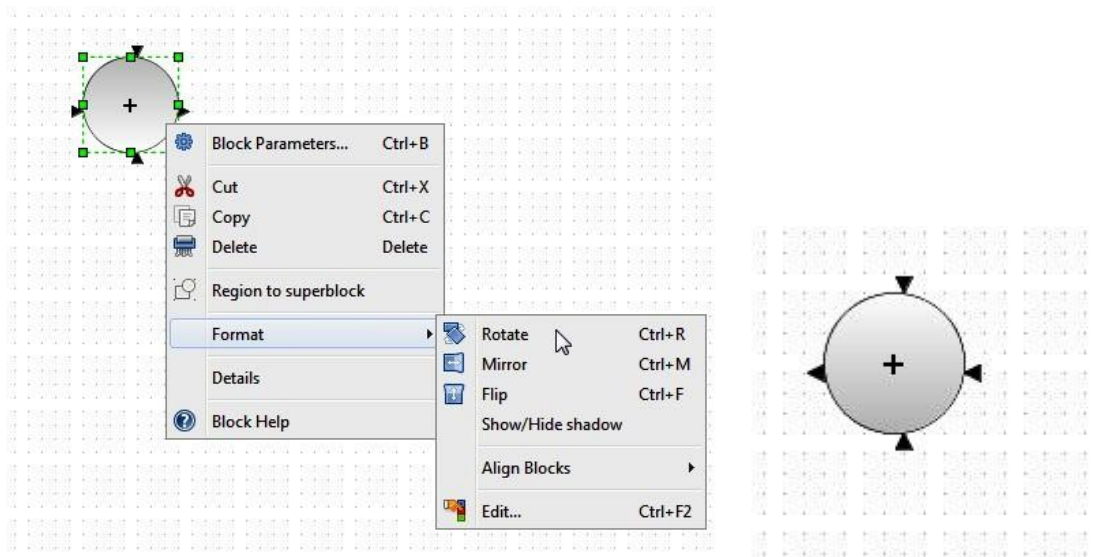 +
Block Parameters... Ctrl+B
Cut Ctrl+X
Copy Ctrl+C
Delete Delete
Region to superblock
Format
Details
Block Help
Rotate Ctrl+R
Mirror Ctrl+M
Flip Ctrl+F
Show/Hide shadow
Align Blocks
Edit... Ctrl+F2
+